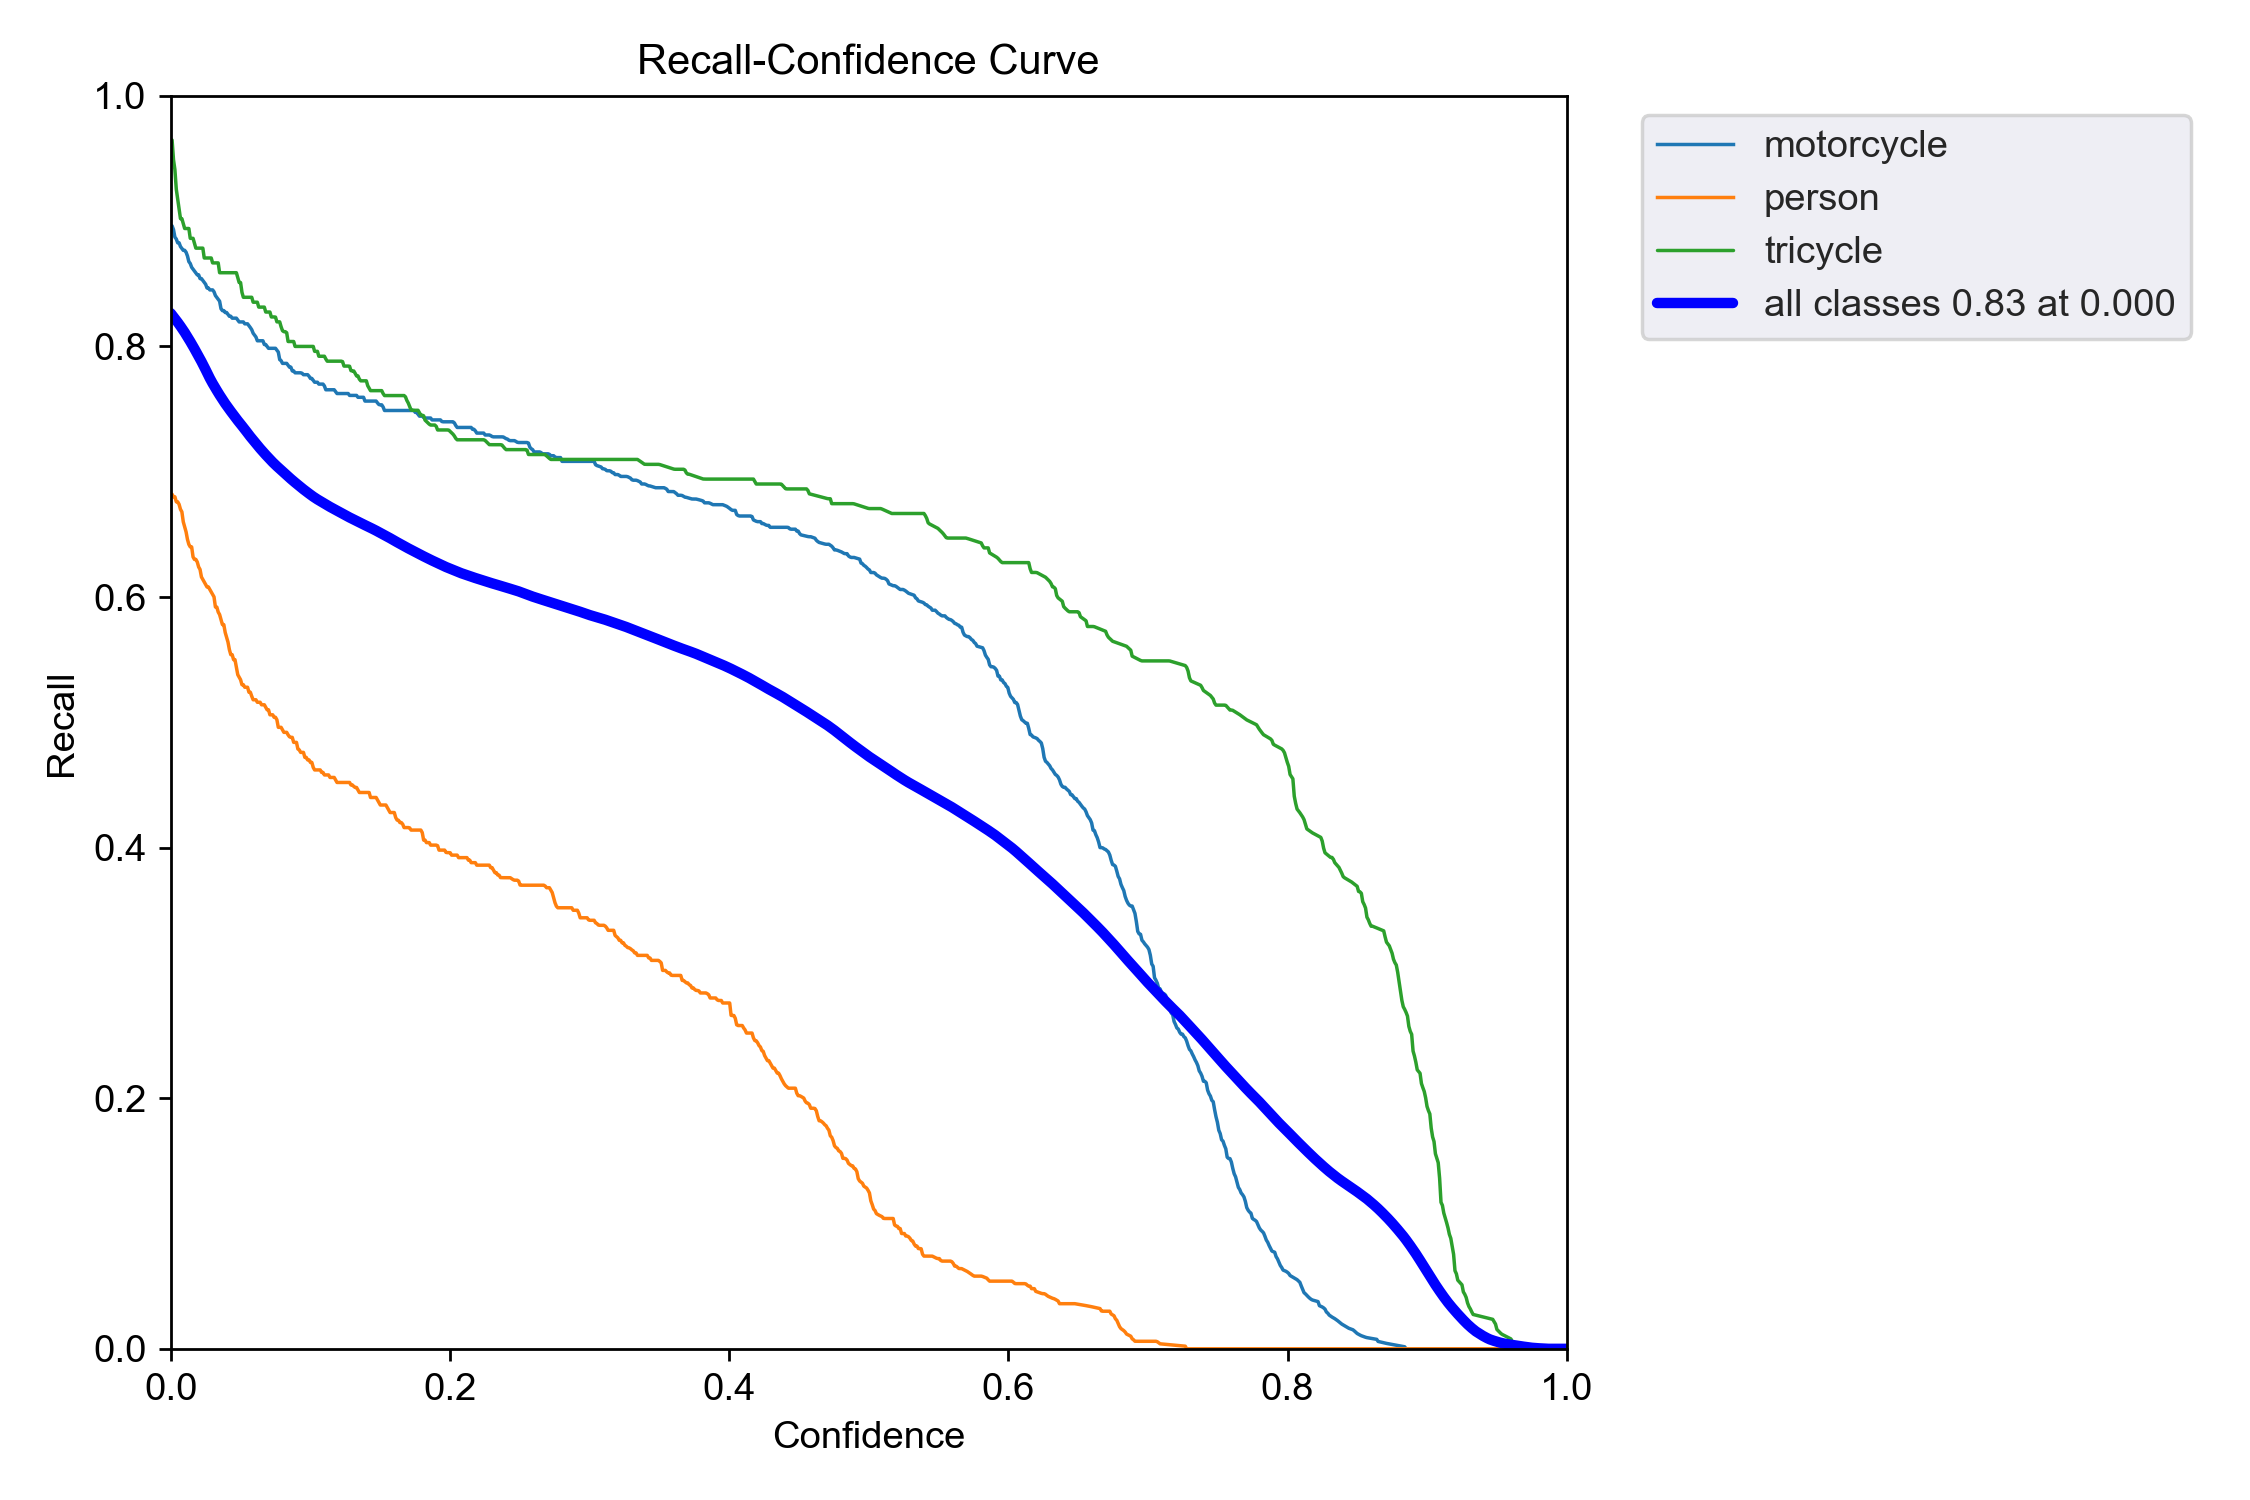 Recall-Confidence Curve
1.0
0.8
0.6
0.4
0.2
0.0
Recall
0.0 0.2 0.4 0.6 0.8 1.0
Confidence
motorcycle
person
tricycle
all classes 0.83 at 0.000